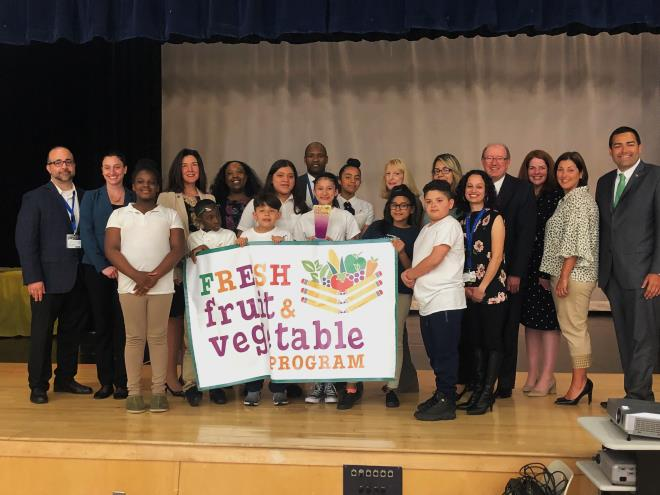 FRESH
fruit &
vegetable
PROGRAM